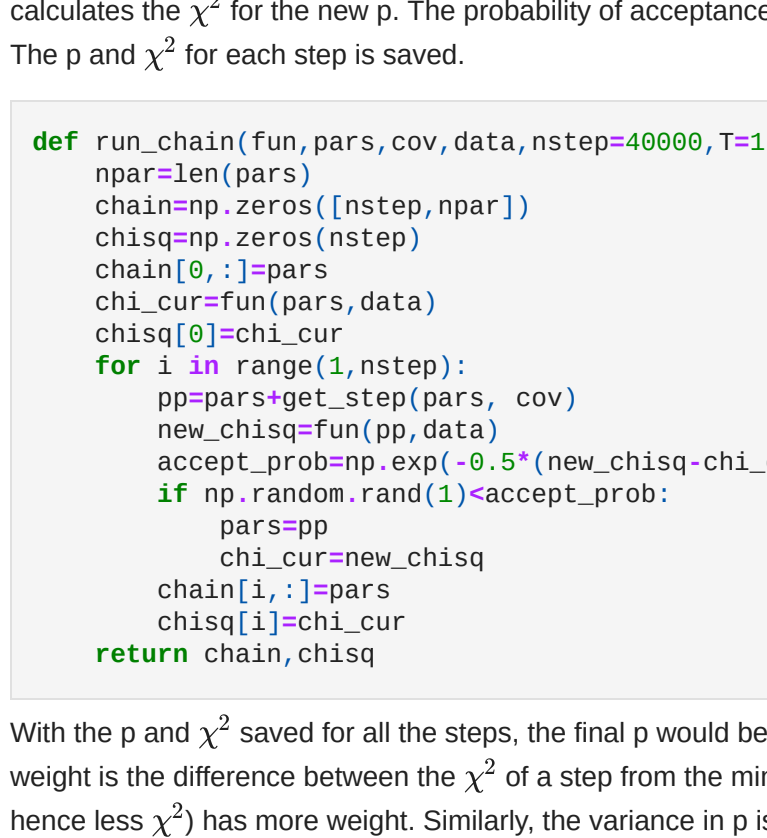 calculates the χ² for the new p. The probability of acceptance
The p and χ² for each step is saved.
def run_chain(fun,pars,cov,data,nstep=40000,T=1
    npar=len(pars)
    chain=np.zeros([nstep,npar])
    chisq=np.zeros(nstep)
    chain[0,:]=pars
    chi_cur=fun(pars,data)
    chisq[0]=chi_cur
    for i in range(1,nstep):
        pp=pars+get_step(pars, cov)
        new_chisq=fun(pp,data)
        accept_prob=np.exp(-0.5*(new_chisq-chi_
        if np.random.rand(1)<accept_prob:
            pars=pp
            chi_cur=new_chisq
        chain[i,:]=pars
        chisq[i]=chi_cur
    return chain,chisq
With the p and χ² saved for all the steps, the final p would be
weight is the difference between the χ² of a step from the
hence less χ²) has more weight. Similarly, the variance in p